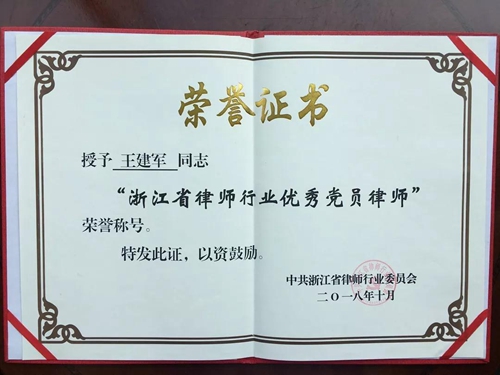 荣誉证书
授予 王建军 同志
“浙江省律师行业优秀党员律师”
荣誉称号。
特发此证，以资鼓励。
中共浙江省律师行业委员会
二〇一八年十月